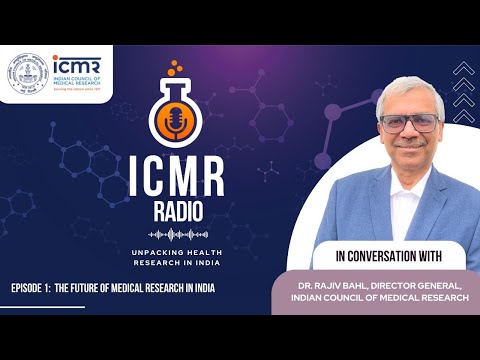 icmr
INDIAN COUNCIL OF
MEDICAL RESEARCH
Serving the nation since 1911
ICMR
RADIO
UNPACKING HEALTH
RESEARCH IN INDIA
EPISODE 1: THE FUTURE OF MEDICAL RESEARCH IN INDIA
IN CONVERSATION WITH
DR. RAJIV BAHL, DIRECTOR GENERAL,
INDIAN COUNCIL OF MEDICAL RESEARCH